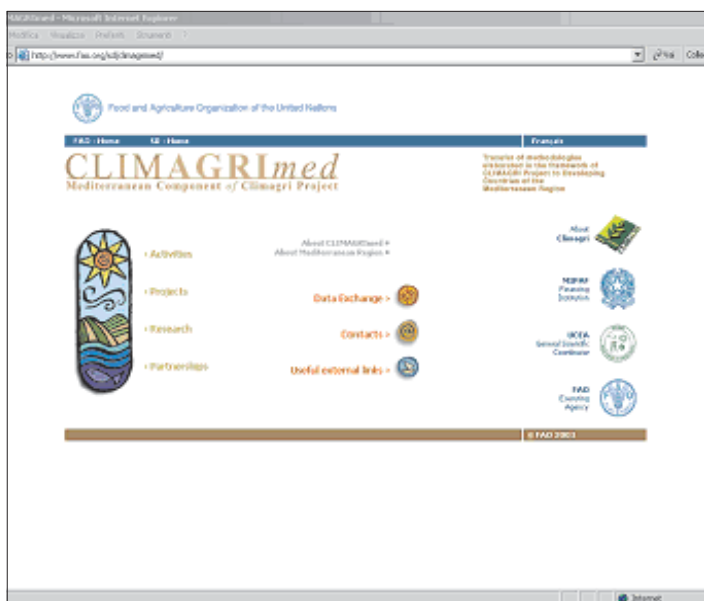 MAGRImed - Microsoft Internet Explorer
Modifica Visualizza Preferiti Strumenti ?
http://www.fao.org/sd/climagrimed/
Vai
Food and Agriculture Organization of the United Nations
FAO - Home SD - Home Français
CLIMAGRImed
Mediterranean Component of Climagri Project
Transfer of methodologies
elaborated in the framework of
CLIMAGRI Project to Developing
Countries of the
Mediterranean Region
About CLIMAGRImed
About Mediterranean Region
Activities
Projects
Research
Partnerships
Data Exchange >
Contacts >
Useful external links >
About
Climagri
MIPAF
Financing
Institution
UCEA
General Scientific
Coordinator
FAO
Executing
Agency
© FAO 2003
Internet